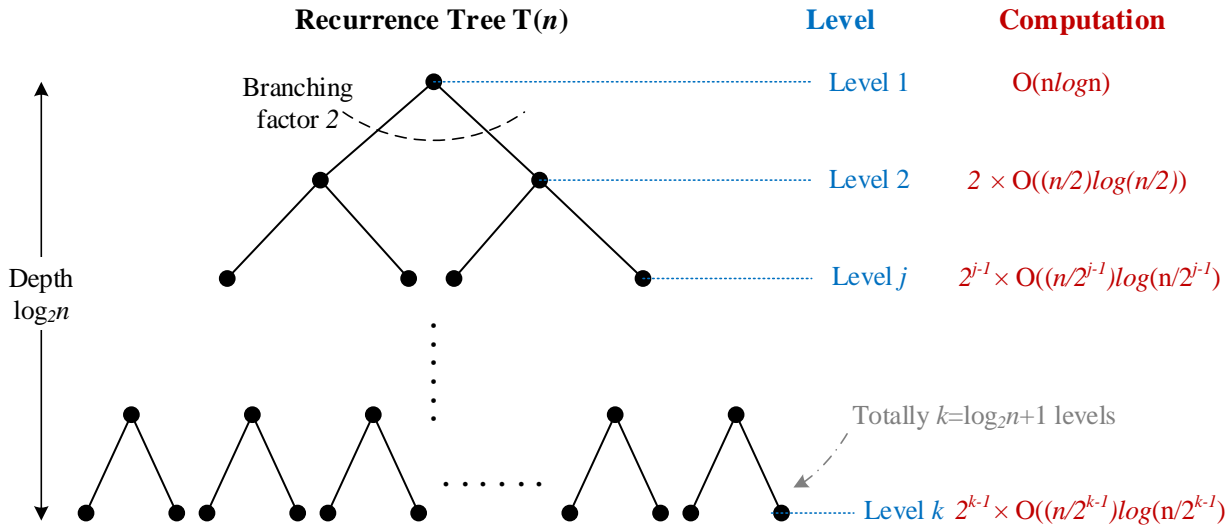 Recurrence Tree T(n) Level Computation
Branching
factor 2
Level 1 O(nlogn)
Level 2 2 × O((n/2)log(n/2))
Depth
log₂n
Level j 2ʲ⁻¹ × O((n/2ʲ⁻¹)log(n/2ʲ⁻¹)
Totally k=log₂n+1 levels
Level k 2ᵏ⁻¹ × O((n/2ᵏ⁻¹)log(n/2ᵏ⁻¹)